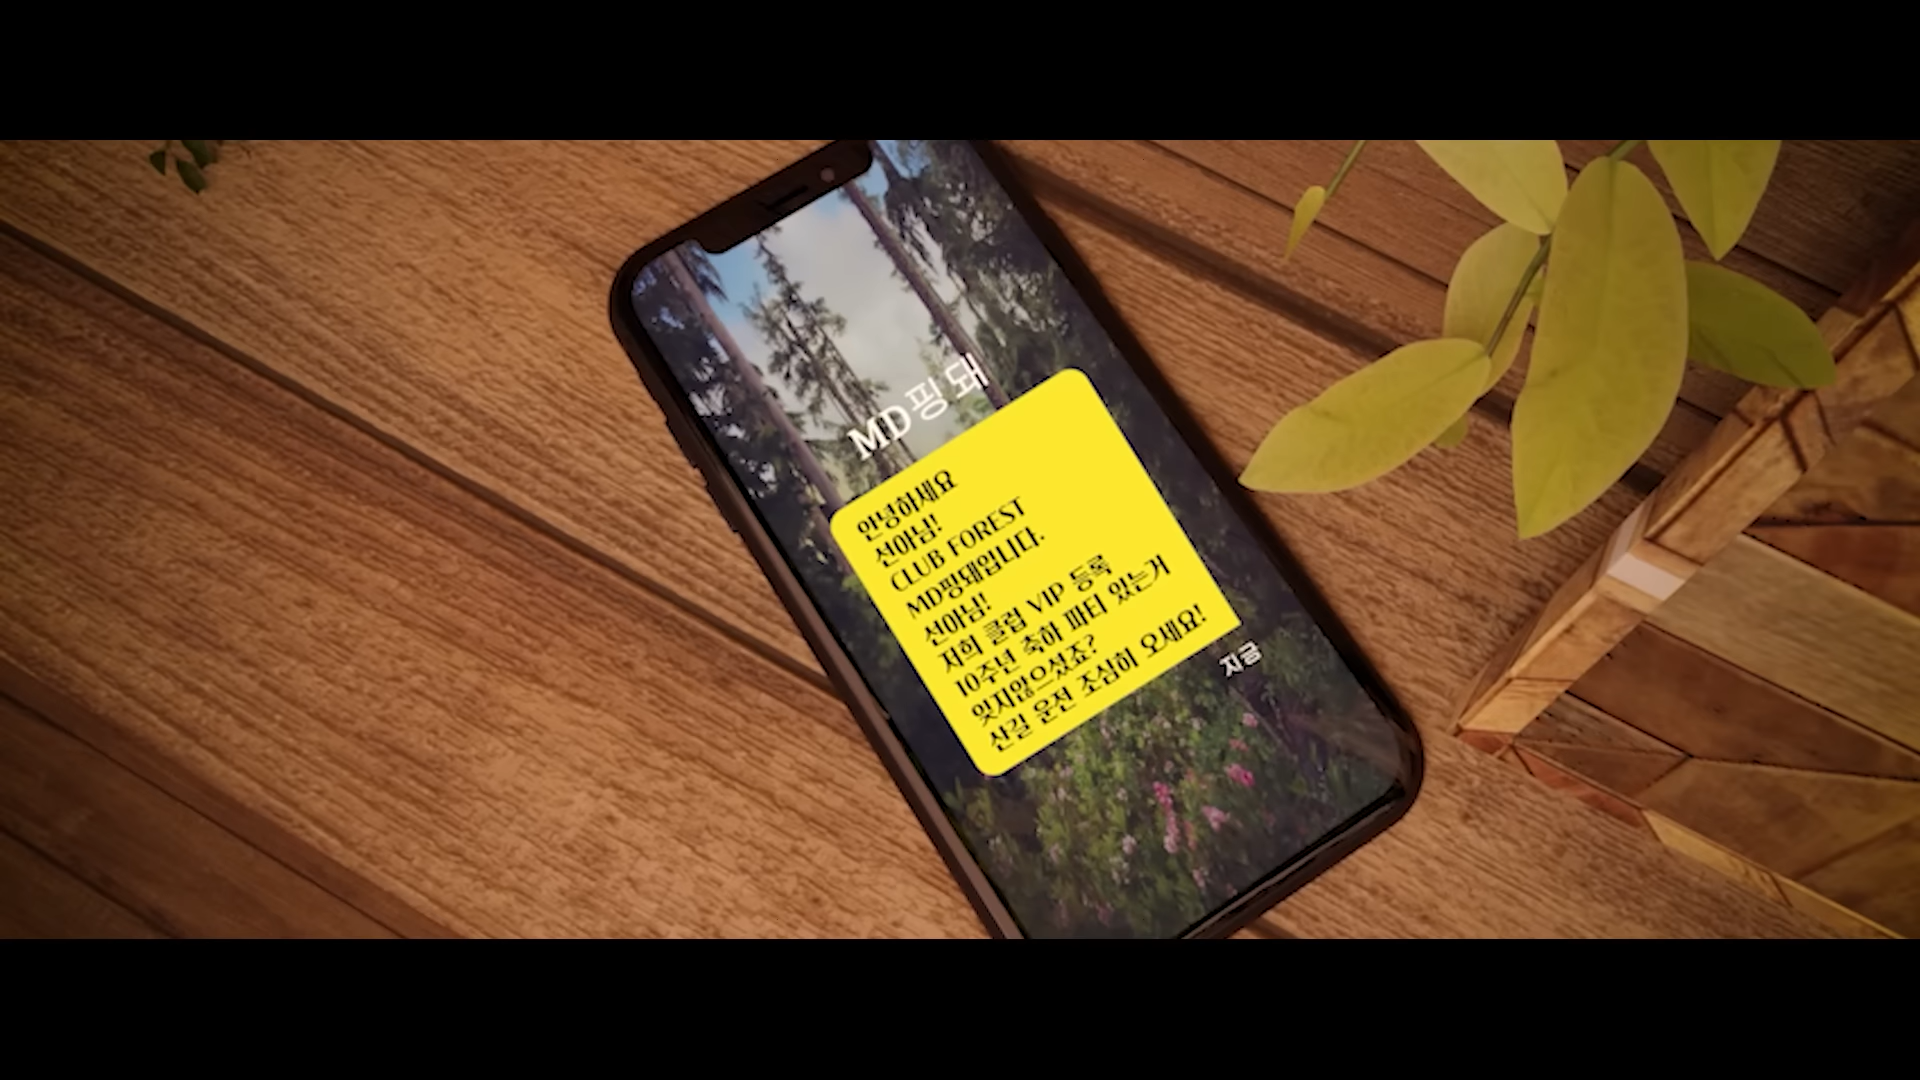 MD핑돼
안녕하세요
선아님!
CLUB FOREST
MD핑돼입니다.
선아님!
저희 클럽 VIP 등록
10주년 축하 파티 있는거
잊지않으셨죠?
산길 운전 조심히 오세요!
지금